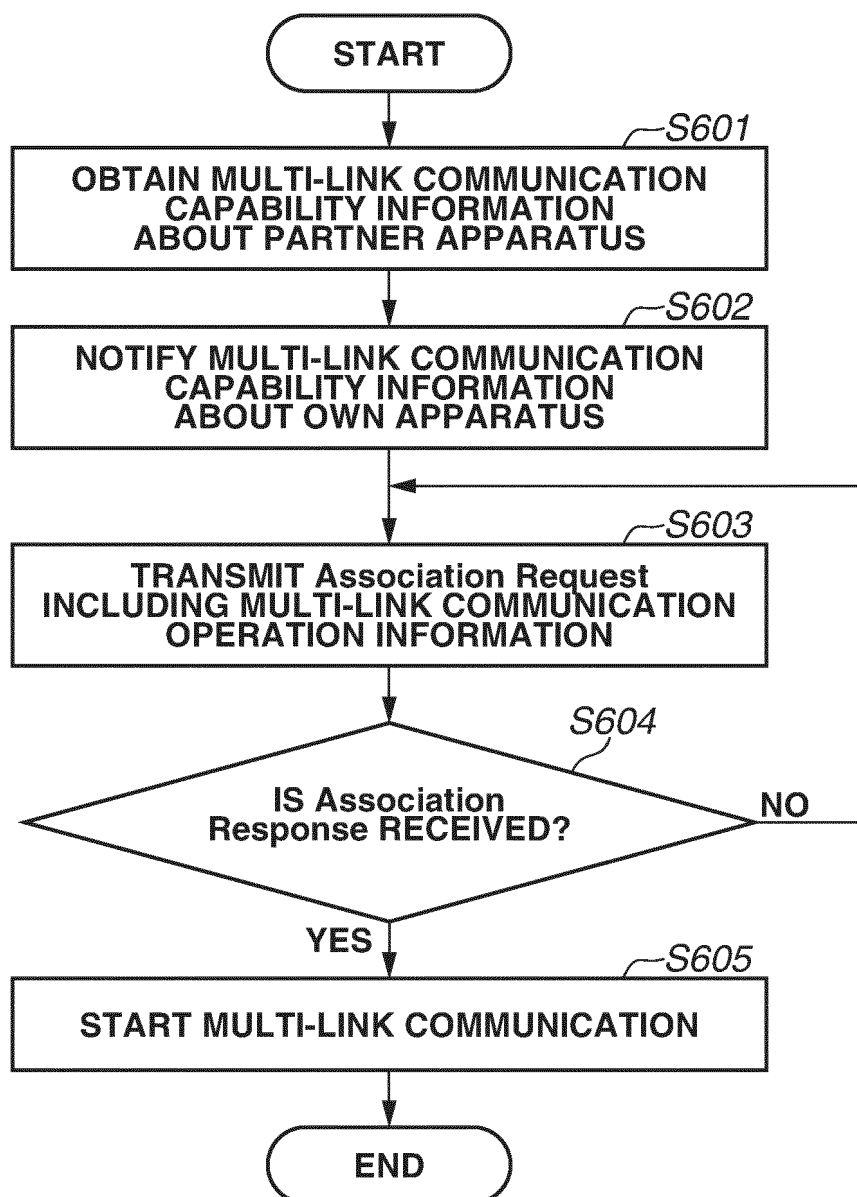 START
S601
OBTAIN MULTI-LINK COMMUNICATION
CAPABILITY INFORMATION
ABOUT PARTNER APPARATUS
S602
NOTIFY MULTI-LINK COMMUNICATION
CAPABILITY INFORMATION
ABOUT OWN APPARATUS
S603
TRANSMIT Association Request
INCLUDING MULTI-LINK COMMUNICATION
OPERATION INFORMATION
S604
IS Association
Response RECEIVED?
NO
YES
S605
START MULTI-LINK COMMUNICATION
END